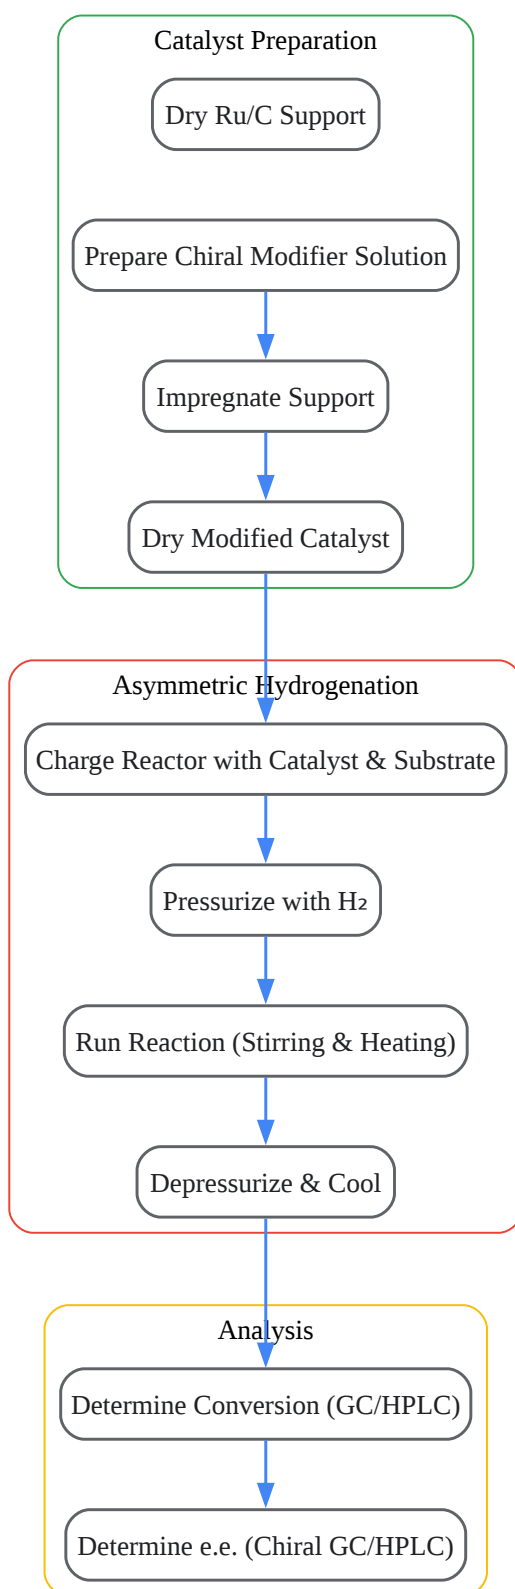 Catalyst Preparation
Dry Ru/C Support
Prepare Chiral Modifier Solution
Impregnate Support
Dry Modified Catalyst
Asymmetric Hydrogenation
Charge Reactor with Catalyst & Substrate
Pressurize with H₂
Run Reaction (Stirring & Heating)
Depressurize & Cool
Analysis
Determine Conversion (GC/HPLC)
Determine e.e. (Chiral GC/HPLC)